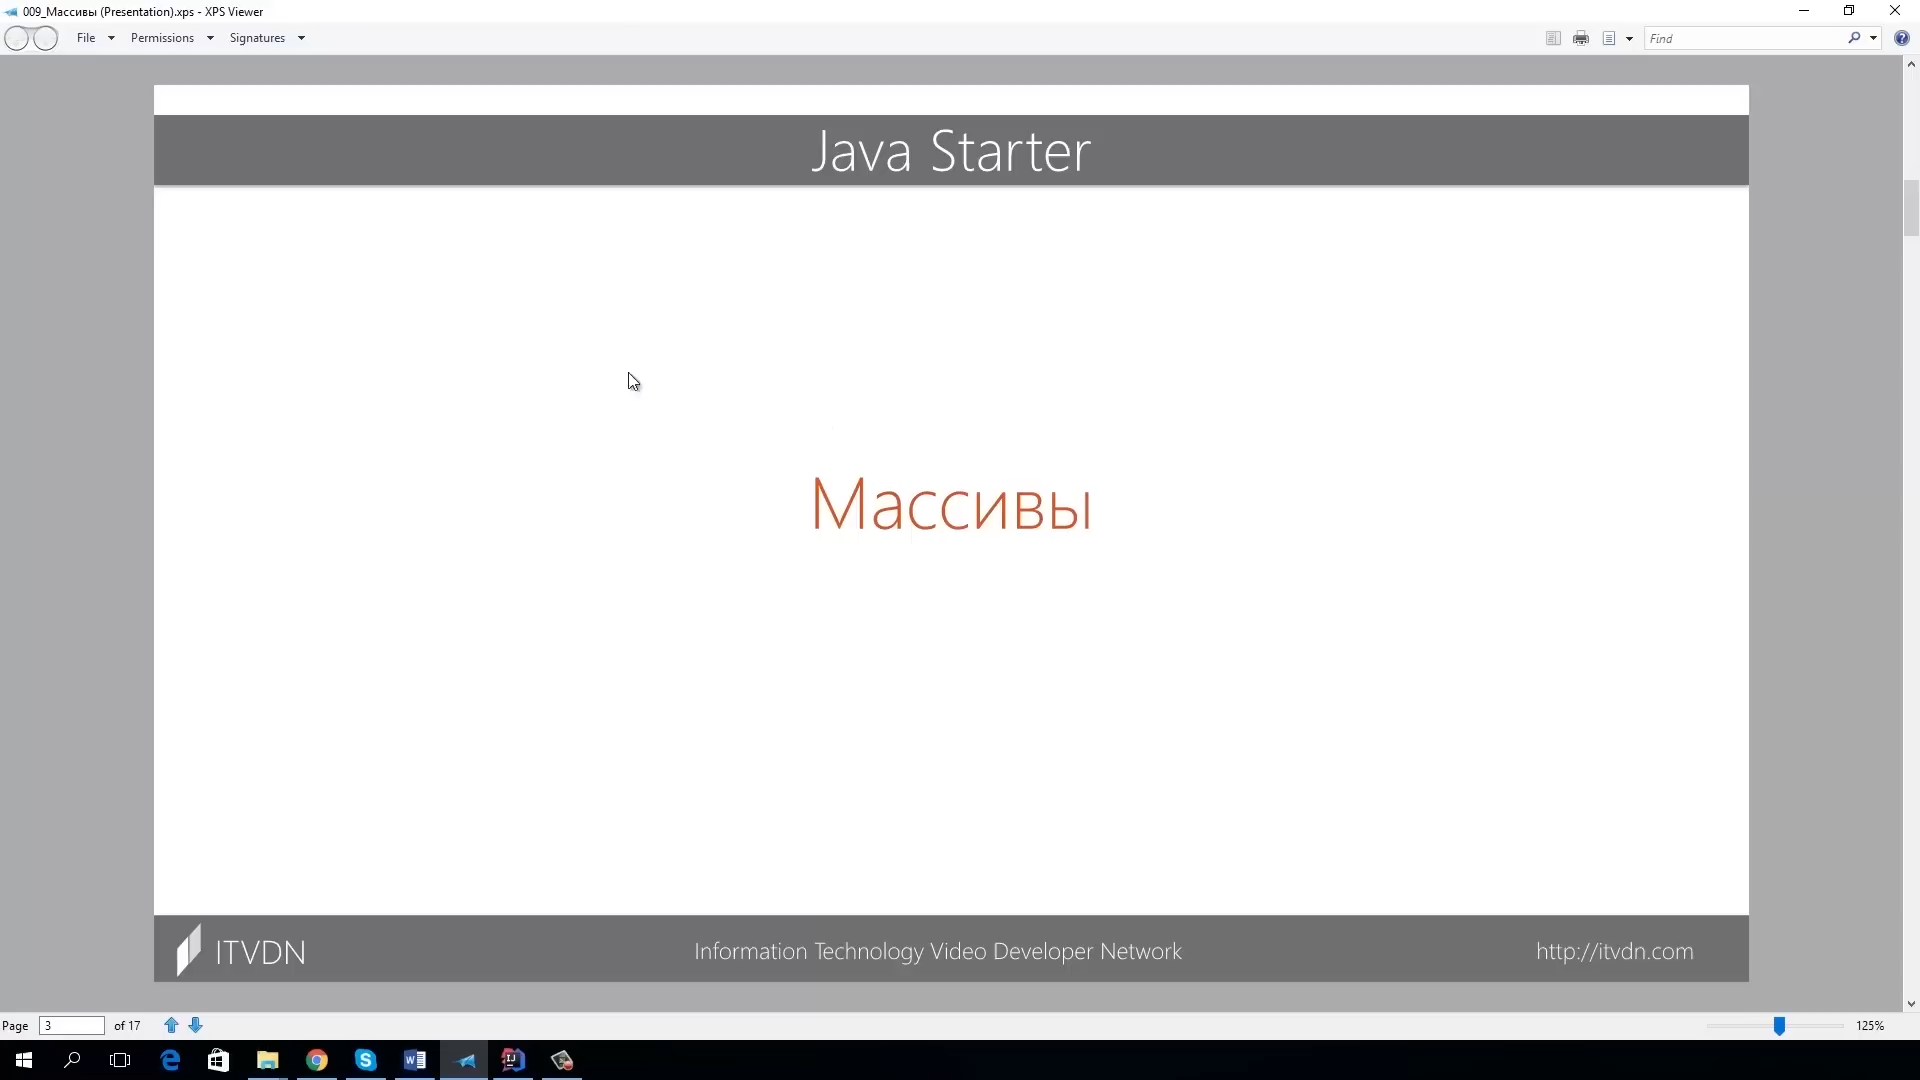 009_Массивы (Presentation).xps - XPS Viewer
File Permissions Signatures
Find
Java Starter
Массивы
ITVDN Information Technology Video Developer Network http://itvdn.com
Page 3 of 17
125%